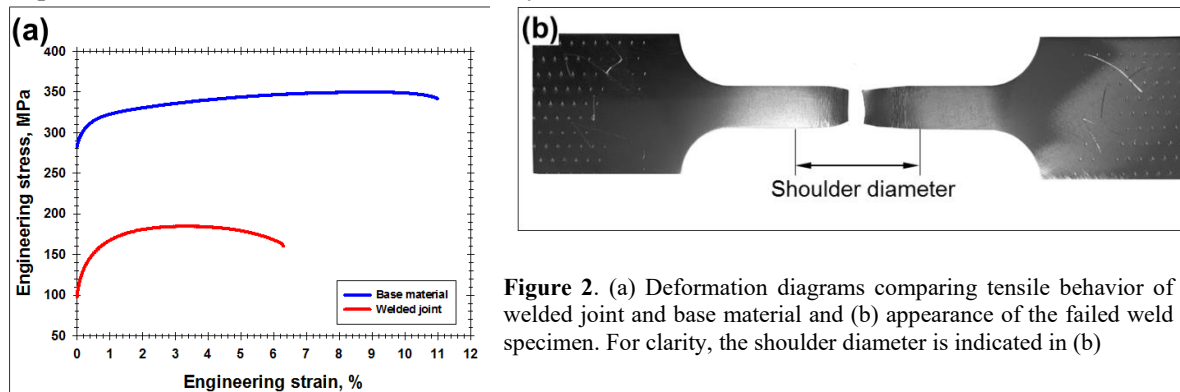 (a)
400
350
300
250
200
150
100
50
Engineering stress, MPa
0 1 2 3 4 5 6 7 8 9 10 11 12
Engineering strain, %
Base material
Welded joint
(b)
Shoulder diameter
Figure 2. (a) Deformation diagrams comparing tensile behavior of
welded joint and base material and (b) appearance of the failed weld
specimen. For clarity, the shoulder diameter is indicated in (b)